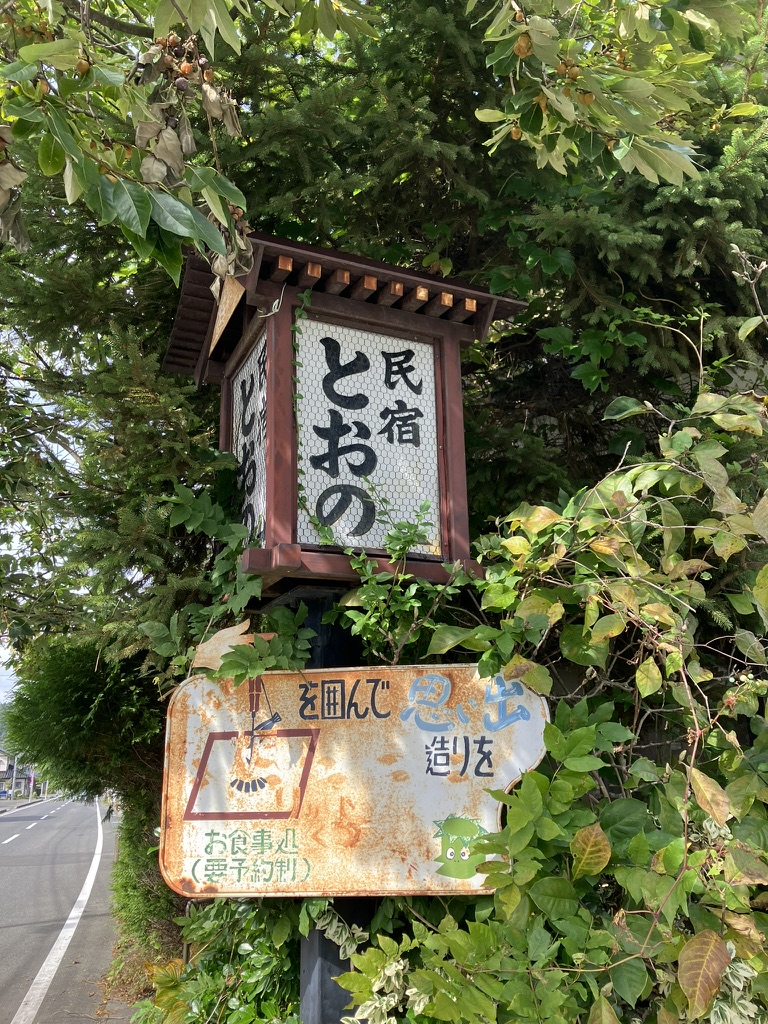 民宿
とおの
を囲んで
思い出
造りを
お食事処
(要予約制)